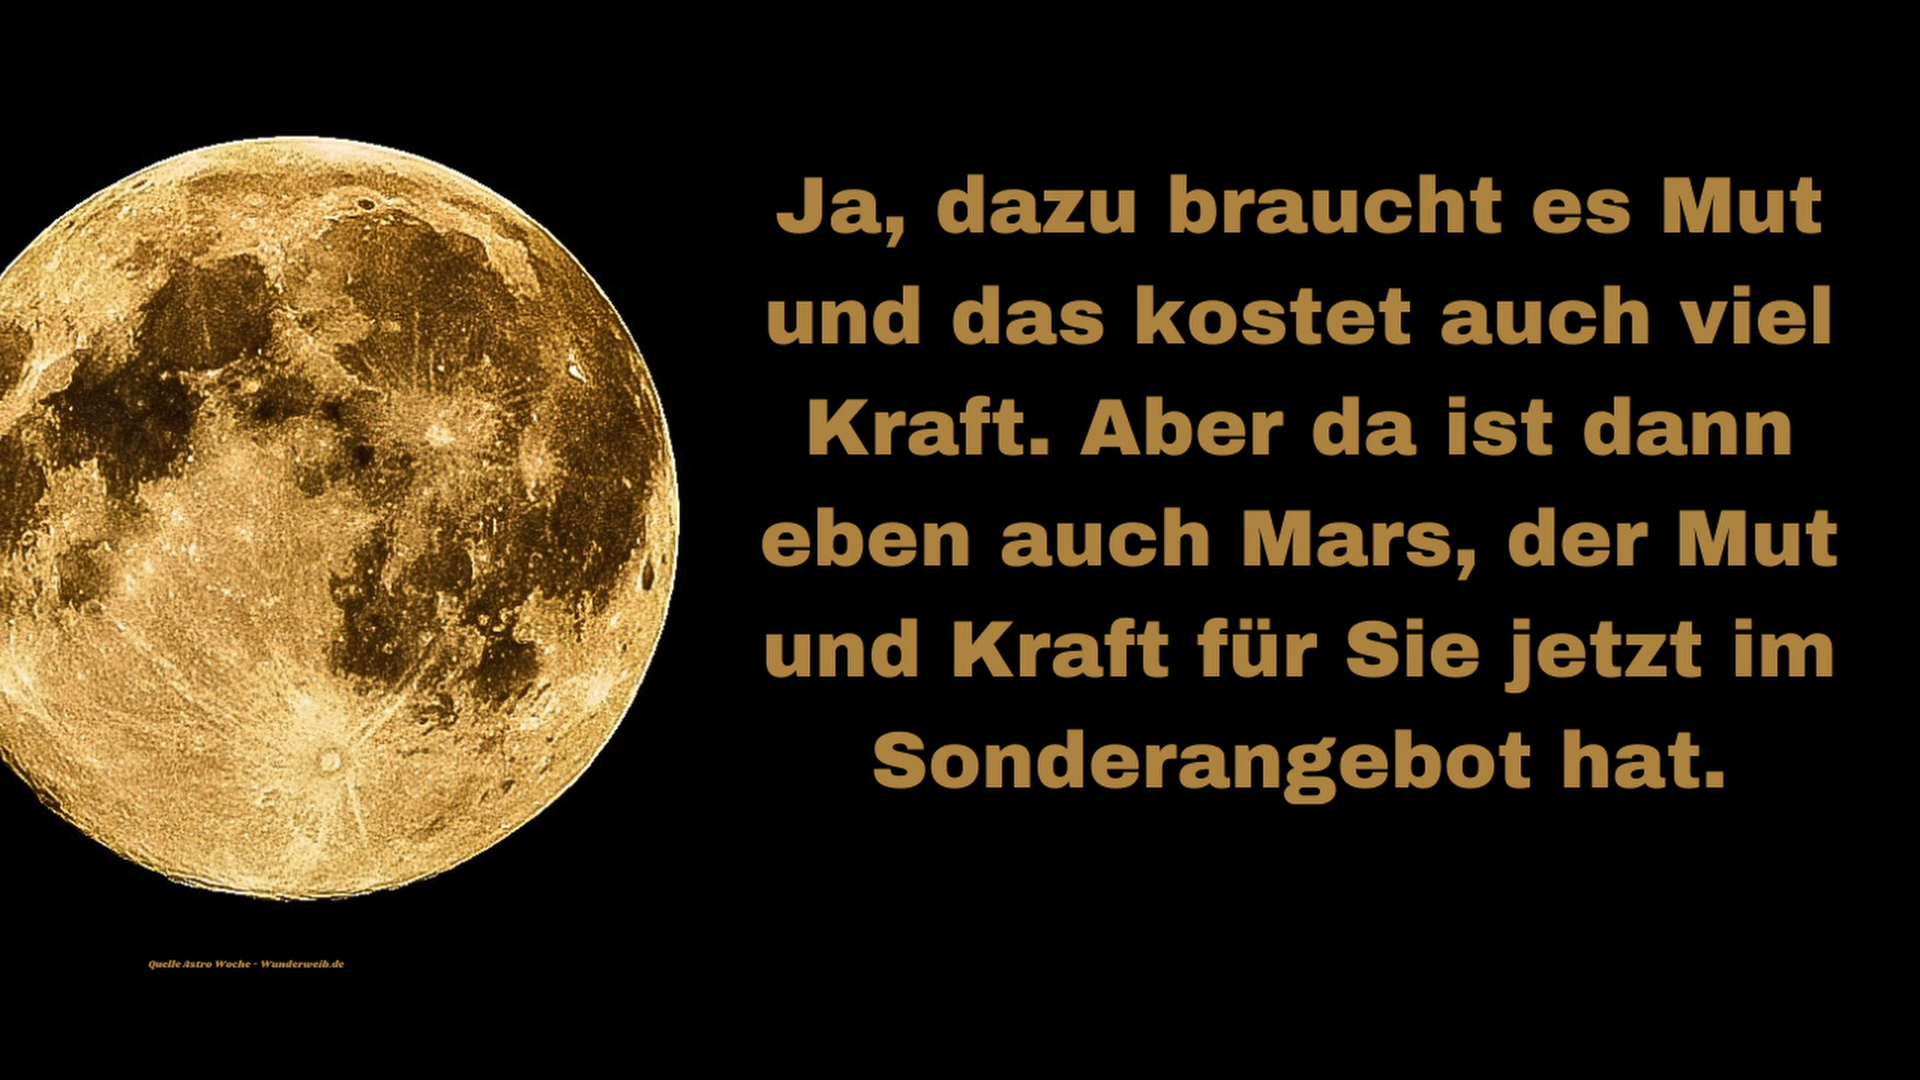 Ja, dazu braucht es Mut
und das kostet auch viel
Kraft. Aber da ist dann
eben auch Mars, der Mut
und Kraft für Sie jetzt im
Sonderangebot hat.
Quelle Astro Woche - Wunderweib.de